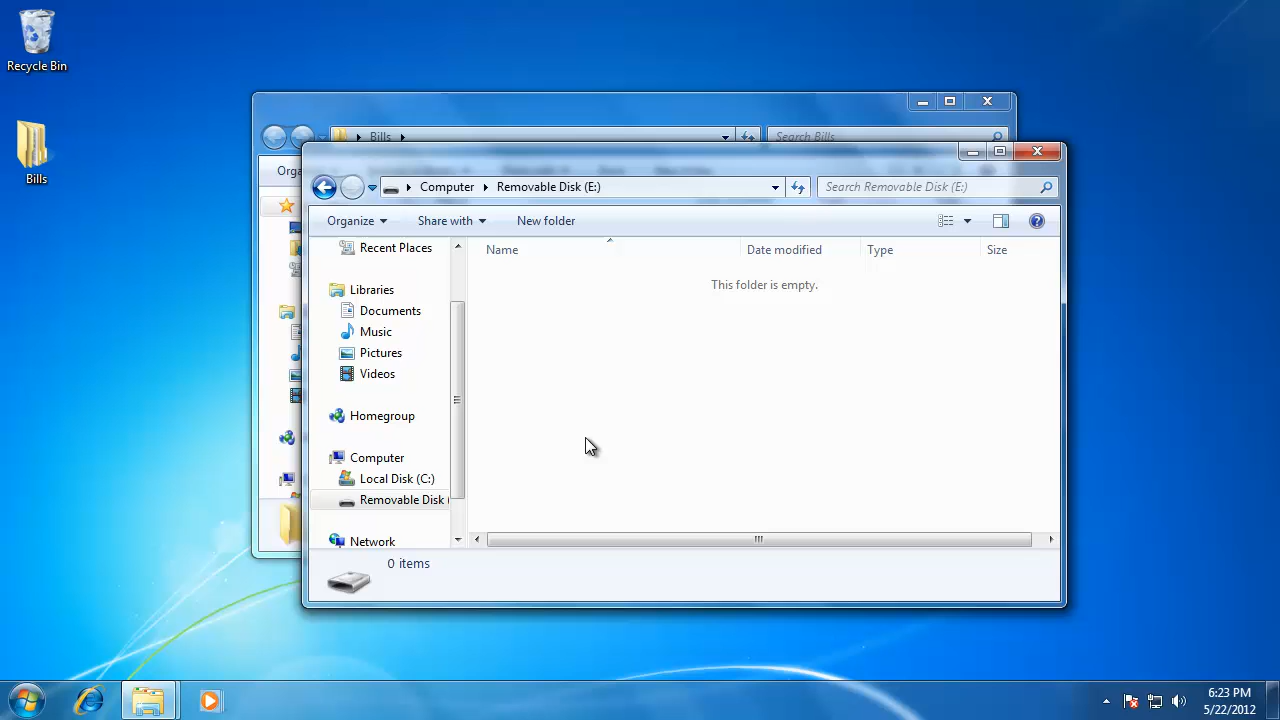 Recycle Bin
Bills
Bills
Search Bills
Orga
Computer
Removable Disk (E:)
Search Removable Disk (E:)
Organize
Share with
New folder
Name
Date modified
Type
Size
This folder is empty.
Recent Places
Libraries
Documents
Music
Pictures
Videos
Homegroup
Computer
Local Disk (C:)
Removable Disk (
Network
0 items
6:23 PM
5/22/2012